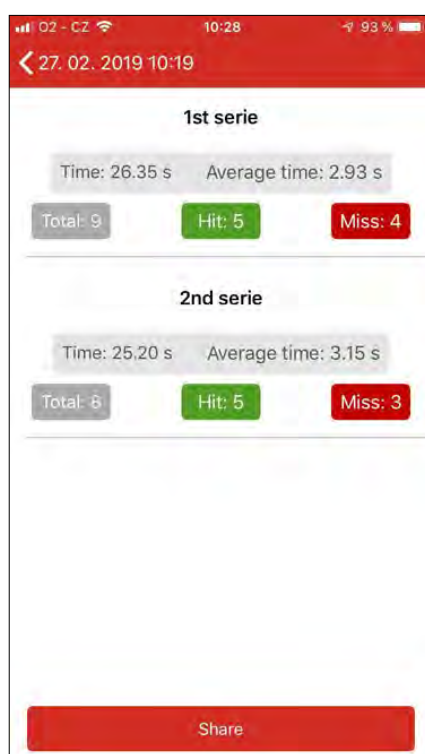 O2 - CZ 10:28 93 %
27. 02. 2019 10:19
1st serie
Time: 26.35 s Average time: 2.93 s
Total: 9 Hit: 5 Miss: 4
2nd serie
Time: 25.20 s Average time: 3.15 s
Total: 8 Hit: 5 Miss: 3
Share